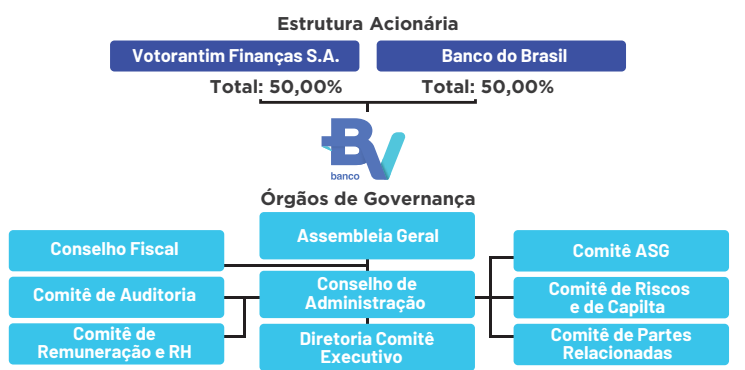 Estrutura Acionária
Votorantim Finanças S.A.
Banco do Brasil
Total: 50,00%
Total: 50,00%
BV
banco
Órgãos de Governança
Assembleia Geral
Conselho Fiscal
Comitê ASG
Comitê de Auditoria
Conselho de
Administração
Comitê de Riscos
e de Capilta
Comitê de
Remuneração e RH
Diretoria Comitê
Executivo
Comitê de Partes
Relacionadas